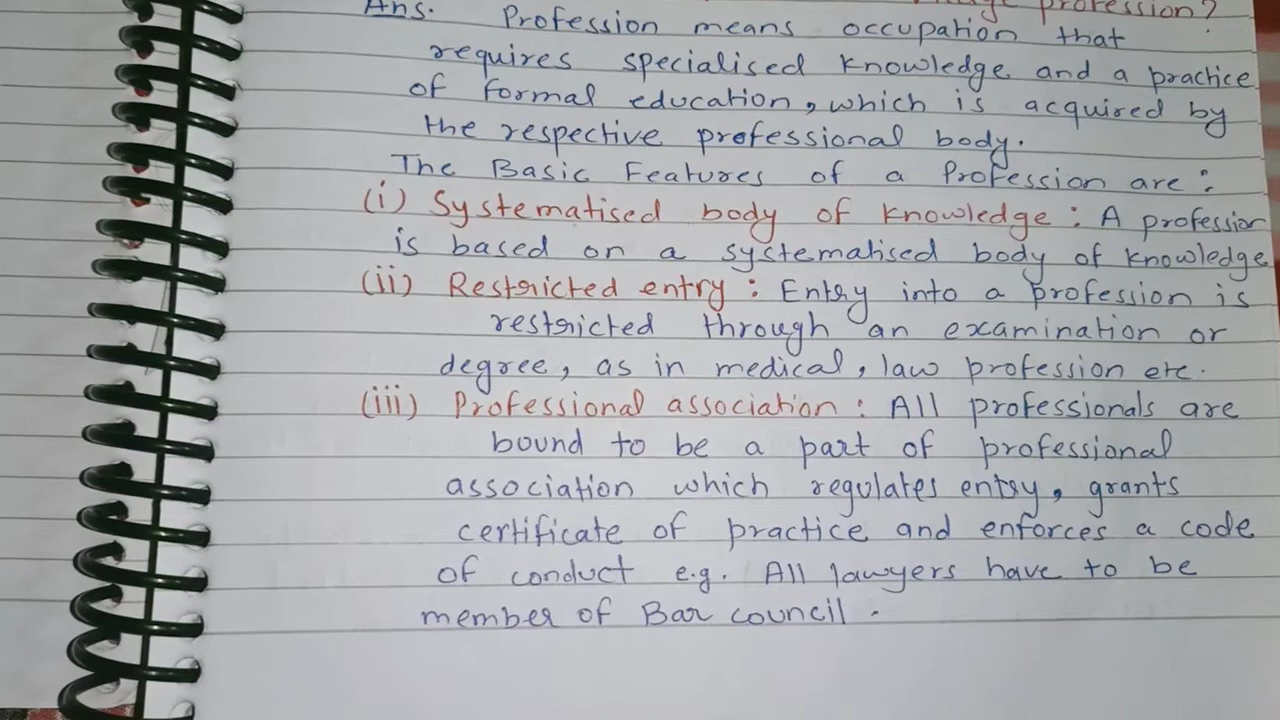 profession?
Ans. Profession means occupation that
requires specialised knowledge and a practice
of formal education, which is acquired by
the respective professional body.
The Basic Features of a Profession are:
(i) Systematised body of knowledge: A profession
is based on a systematised body of knowledge
(ii) Restricted entry: Entry into a profession is
restricted through an examination or
degree, as in medical, law profession etc.
(iii) Professional association: All professionals are
bound to be a part of professional
association which regulates entry, grants
certificate of practice and enforces a code
of conduct e.g. All lawyers have to be
member of Bar council.